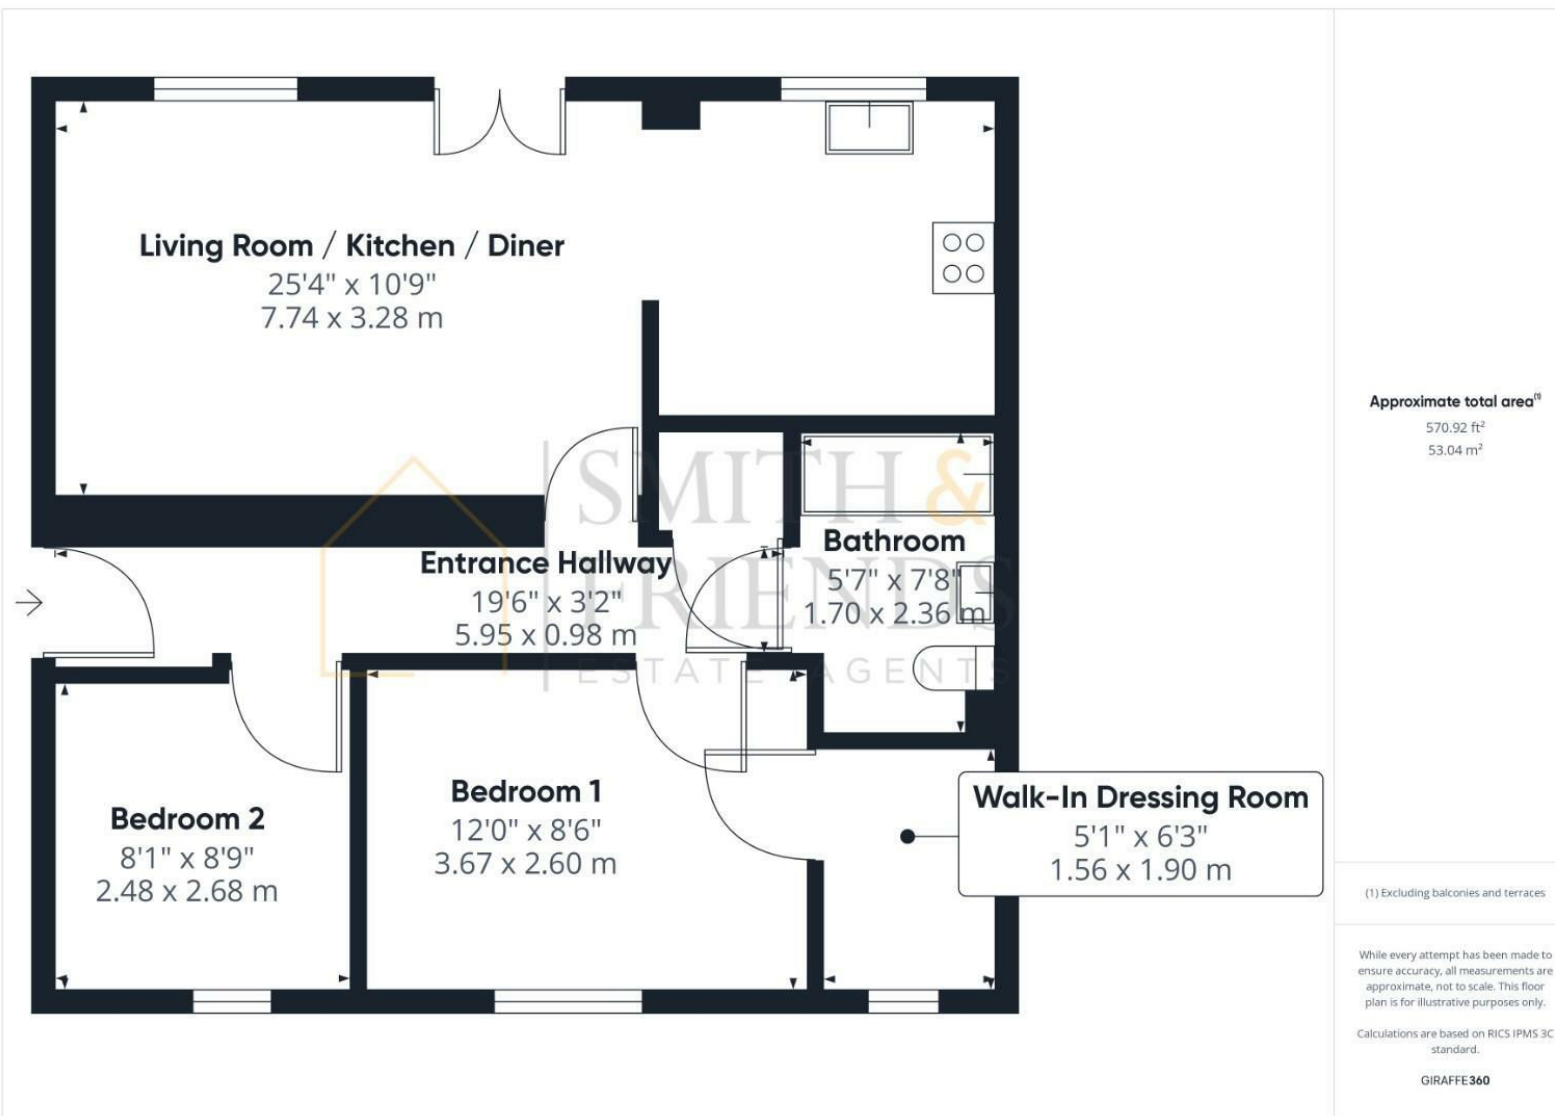 Living Room / Kitchen / Diner
25'4" x 10'9"
7.74 x 3.28 m
SMITH &
FRIENDS
ESTATE AGENTS
Entrance Hallway
19'6" x 3'2"
5.95 x 0.98 m
Bathroom
5'7" x 7'8"
1.70 x 2.36 m
Bedroom 2
8'1" x 8'9"
2.48 x 2.68 m
Bedroom 1
12'0" x 8'6"
3.67 x 2.60 m
Walk-In Dressing Room
5'1" x 6'3"
1.56 x 1.90 m
Approximate total area⁽¹⁾
570.92 ft²
53.04 m²
(1) Excluding balconies and terraces
While every attempt has been made to
ensure accuracy, all measurements are
approximate, not to scale. This floor
plan is for illustrative purposes only.
Calculations are based on RICS IPMS 3C
standard.
GIRAFFE360